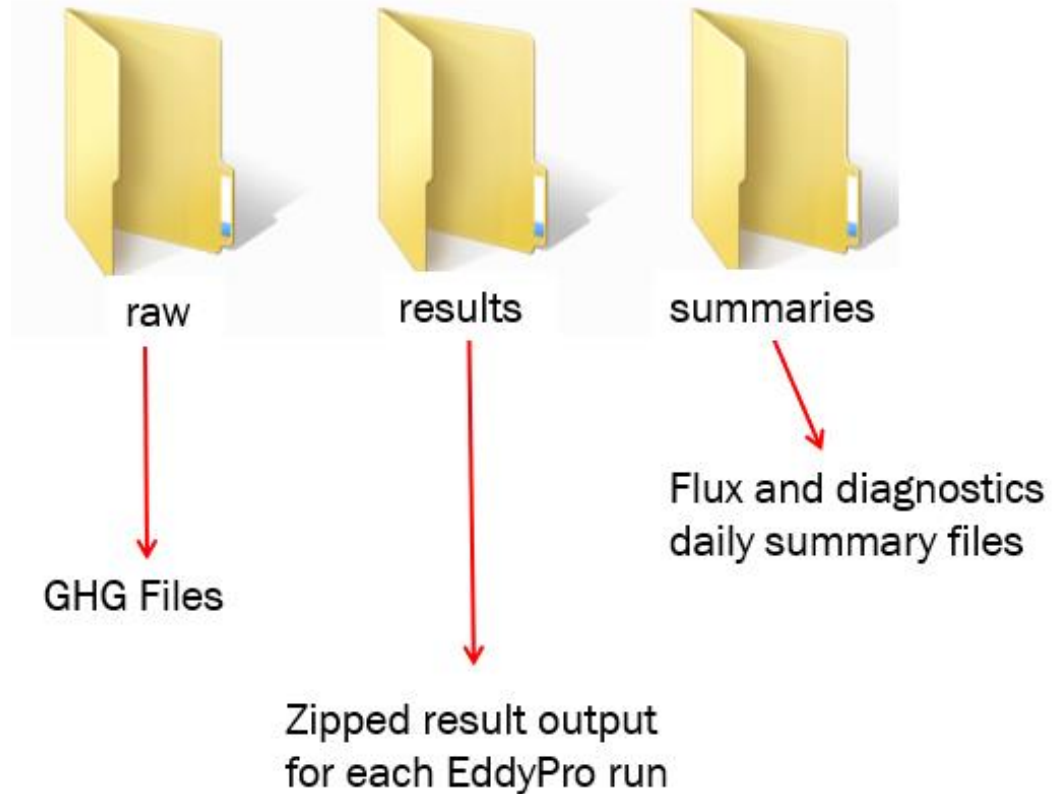 raw
results
summaries
GHG Files
Flux and diagnostics
daily summary files
Zipped result output
for each EddyPro run